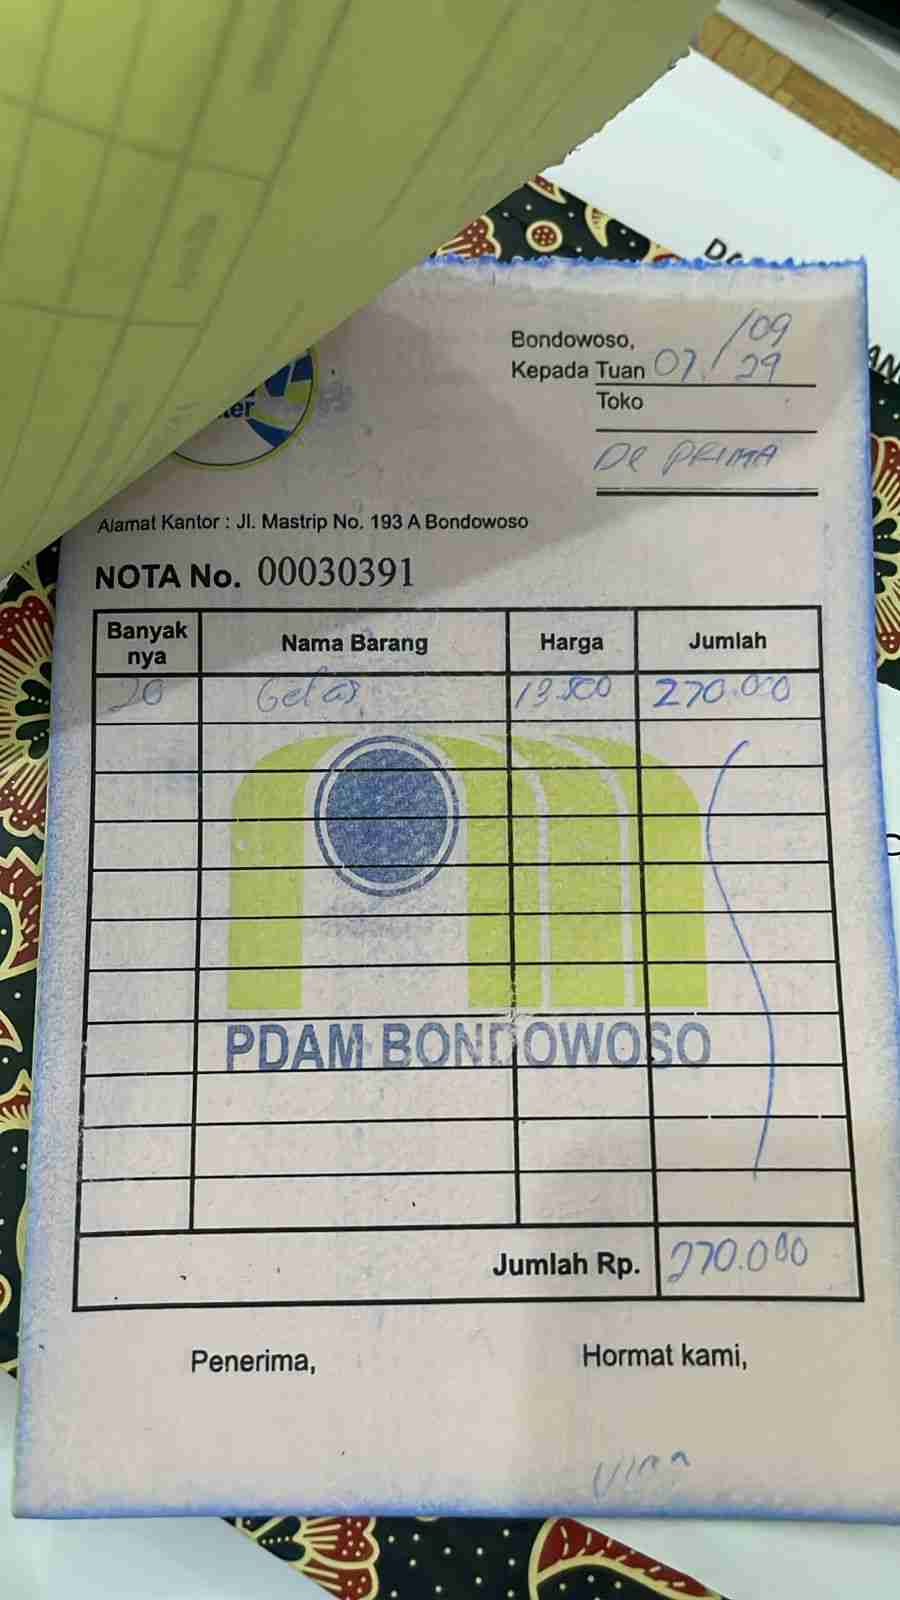 Bondowoso,
/09
Kepada Tuan 07/29
Toko
De PRIMA
Alamat Kantor : Jl. Mastrip No. 193 A Bondowoso
NOTA No. 00030391
Banyak nya Nama Barang Harga Jumlah
20 Gelas 13.500 270.000
PDAM BONDOWOSO
Jumlah Rp. 270.000
Penerima, Hormat kami,